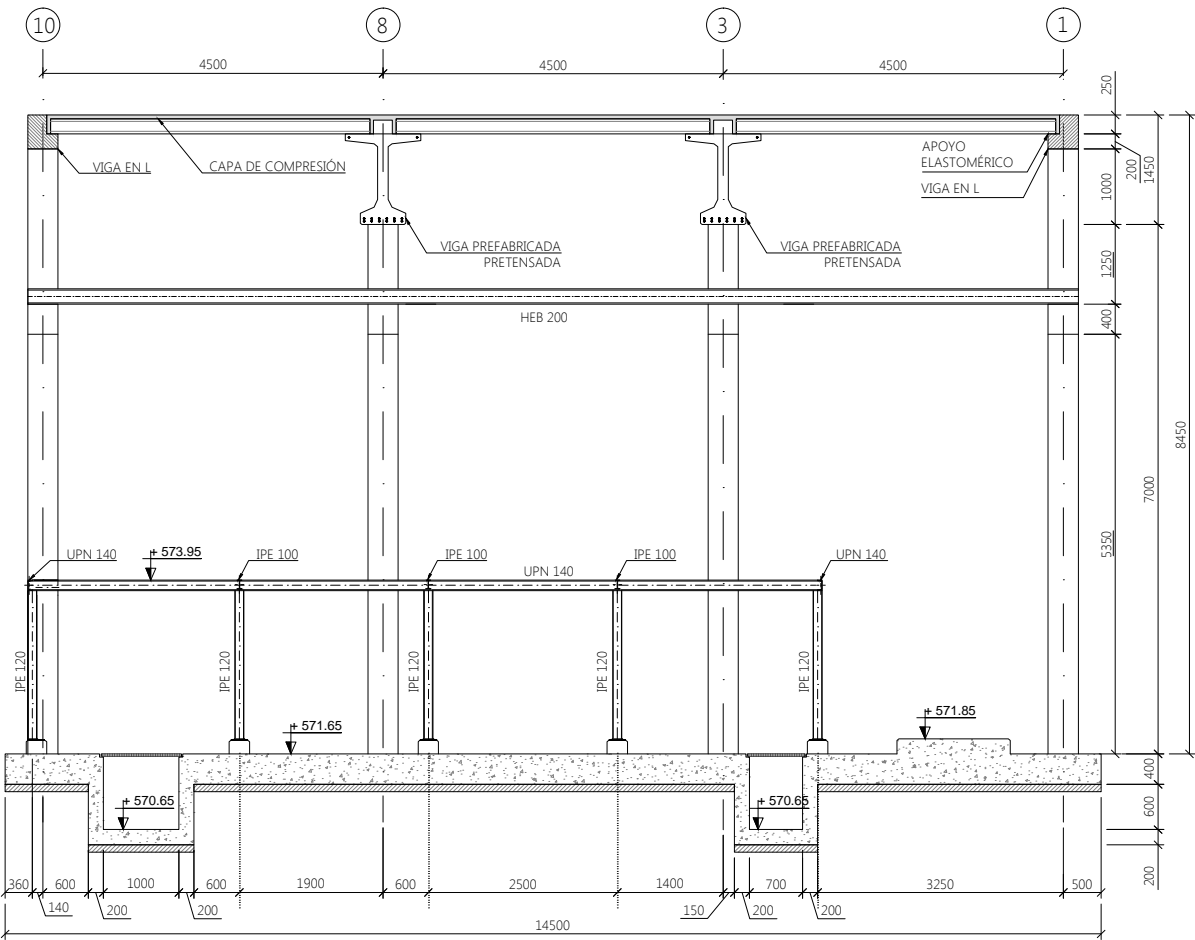 10
8
3
1
4500
4500
4500
250
VIGA EN L
CAPA DE COMPRESIÓN
APOYO
ELASTOMÉRICO
VIGA EN L
200
1450
1000
VIGA PREFABRICADA
PRETENSADA
VIGA PREFABRICADA
PRETENSADA
1250
HEB 200
400
8450
7000
5350
UPN 140
+ 573.95
IPE 100
IPE 100
UPN 140
IPE 100
UPN 140
IPE 120
IPE 120
IPE 120
IPE 120
IPE 120
+ 571.65
+ 571.85
400
+ 570.65
+ 570.65
600
200
360
600
1000
600
1900
600
2500
1400
700
3250
500
140
200
200
150
200
200
14500